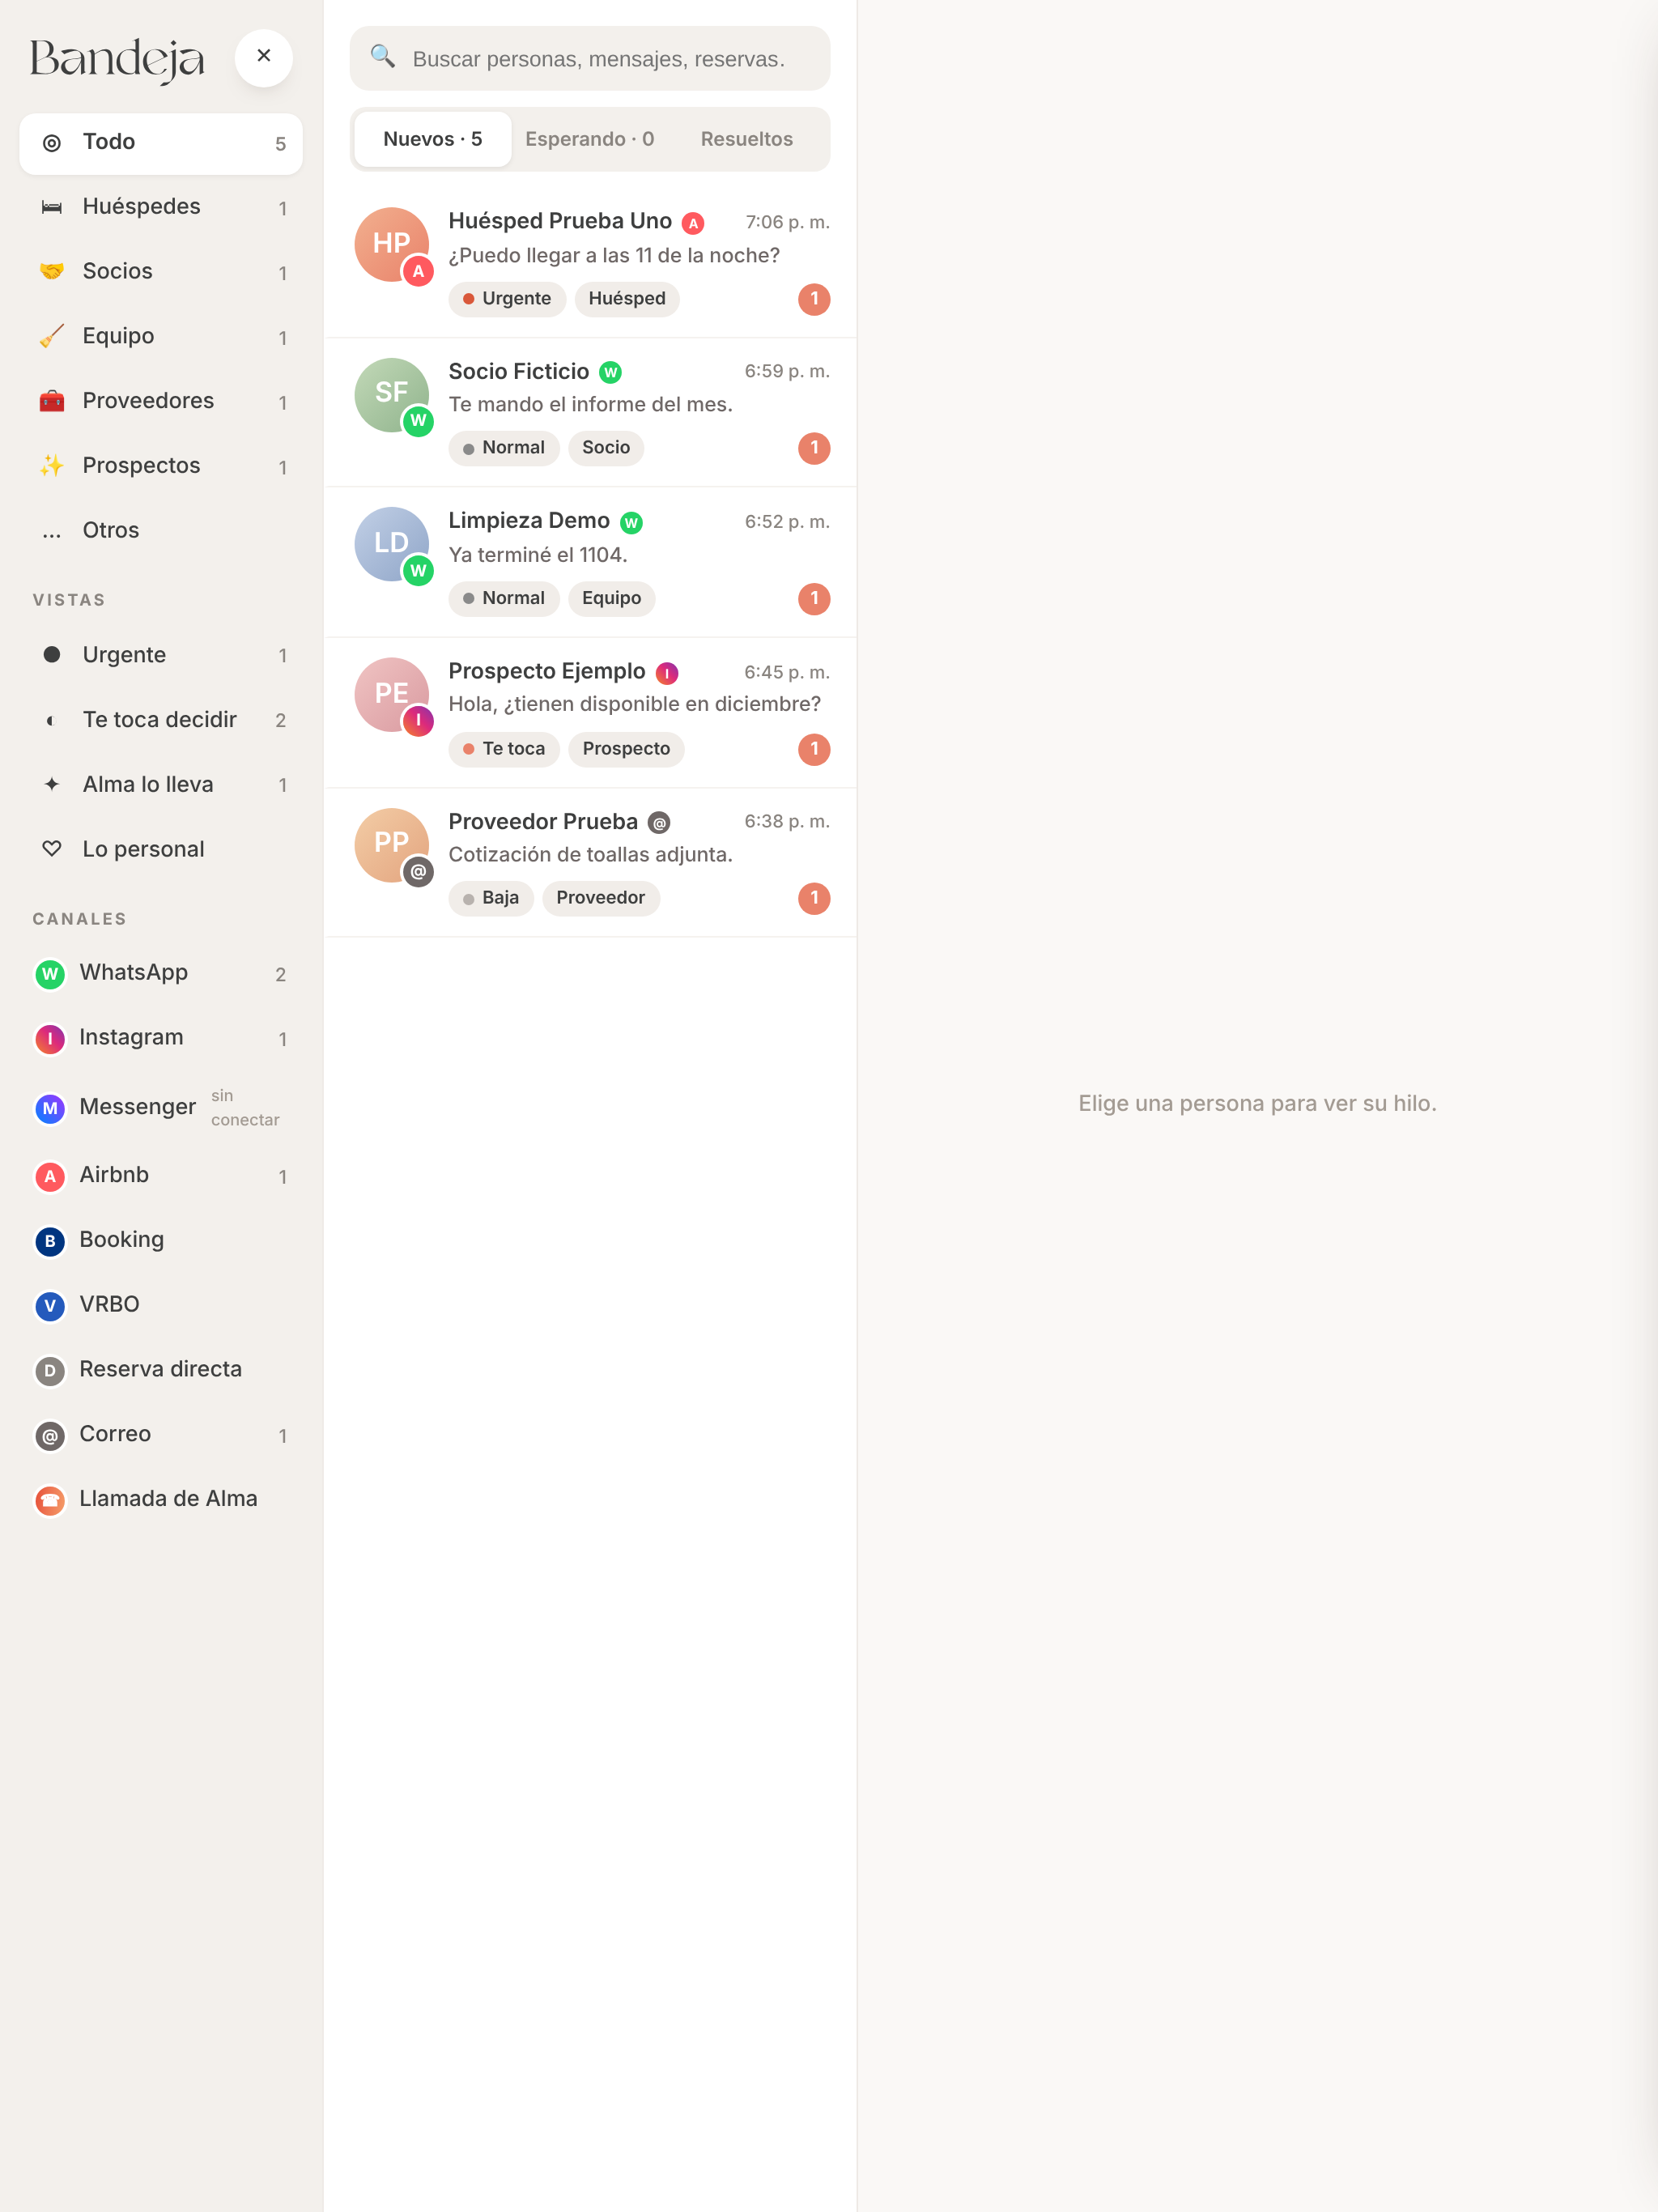 Bandeja
✕
Todo 5
Huéspedes 1
Socios 1
Equipo 1
Proveedores 1
Prospectos 1
... Otros
VISTAS
Urgente 1
Te toca decidir 2
Alma lo lleva 1
Lo personal
CANALES
W WhatsApp 2
I Instagram 1
M Messenger sin
conectar
A Airbnb 1
B Booking
V VRBO
D Reserva directa
@ Correo 1
Llamada de Alma
Buscar personas, mensajes, reservas.
Nuevos · 5 Esperando · 0 Resueltos
HP A
Huésped Prueba Uno A 7:06 p. m.
¿Puedo llegar a las 11 de la noche?
Urgente Huésped 1
SF W
Socio Ficticio W 6:59 p. m.
Te mando el informe del mes.
Normal Socio 1
LD W
Limpieza Demo W 6:52 p. m.
Ya terminé el 1104.
Normal Equipo 1
PE I
Prospecto Ejemplo I 6:45 p. m.
Hola, ¿tienen disponible en diciembre?
Te toca Prospecto 1
PP @
Proveedor Prueba @ 6:38 p. m.
Cotización de toallas adjunta.
Baja Proveedor 1
Elige una persona para ver su hilo.